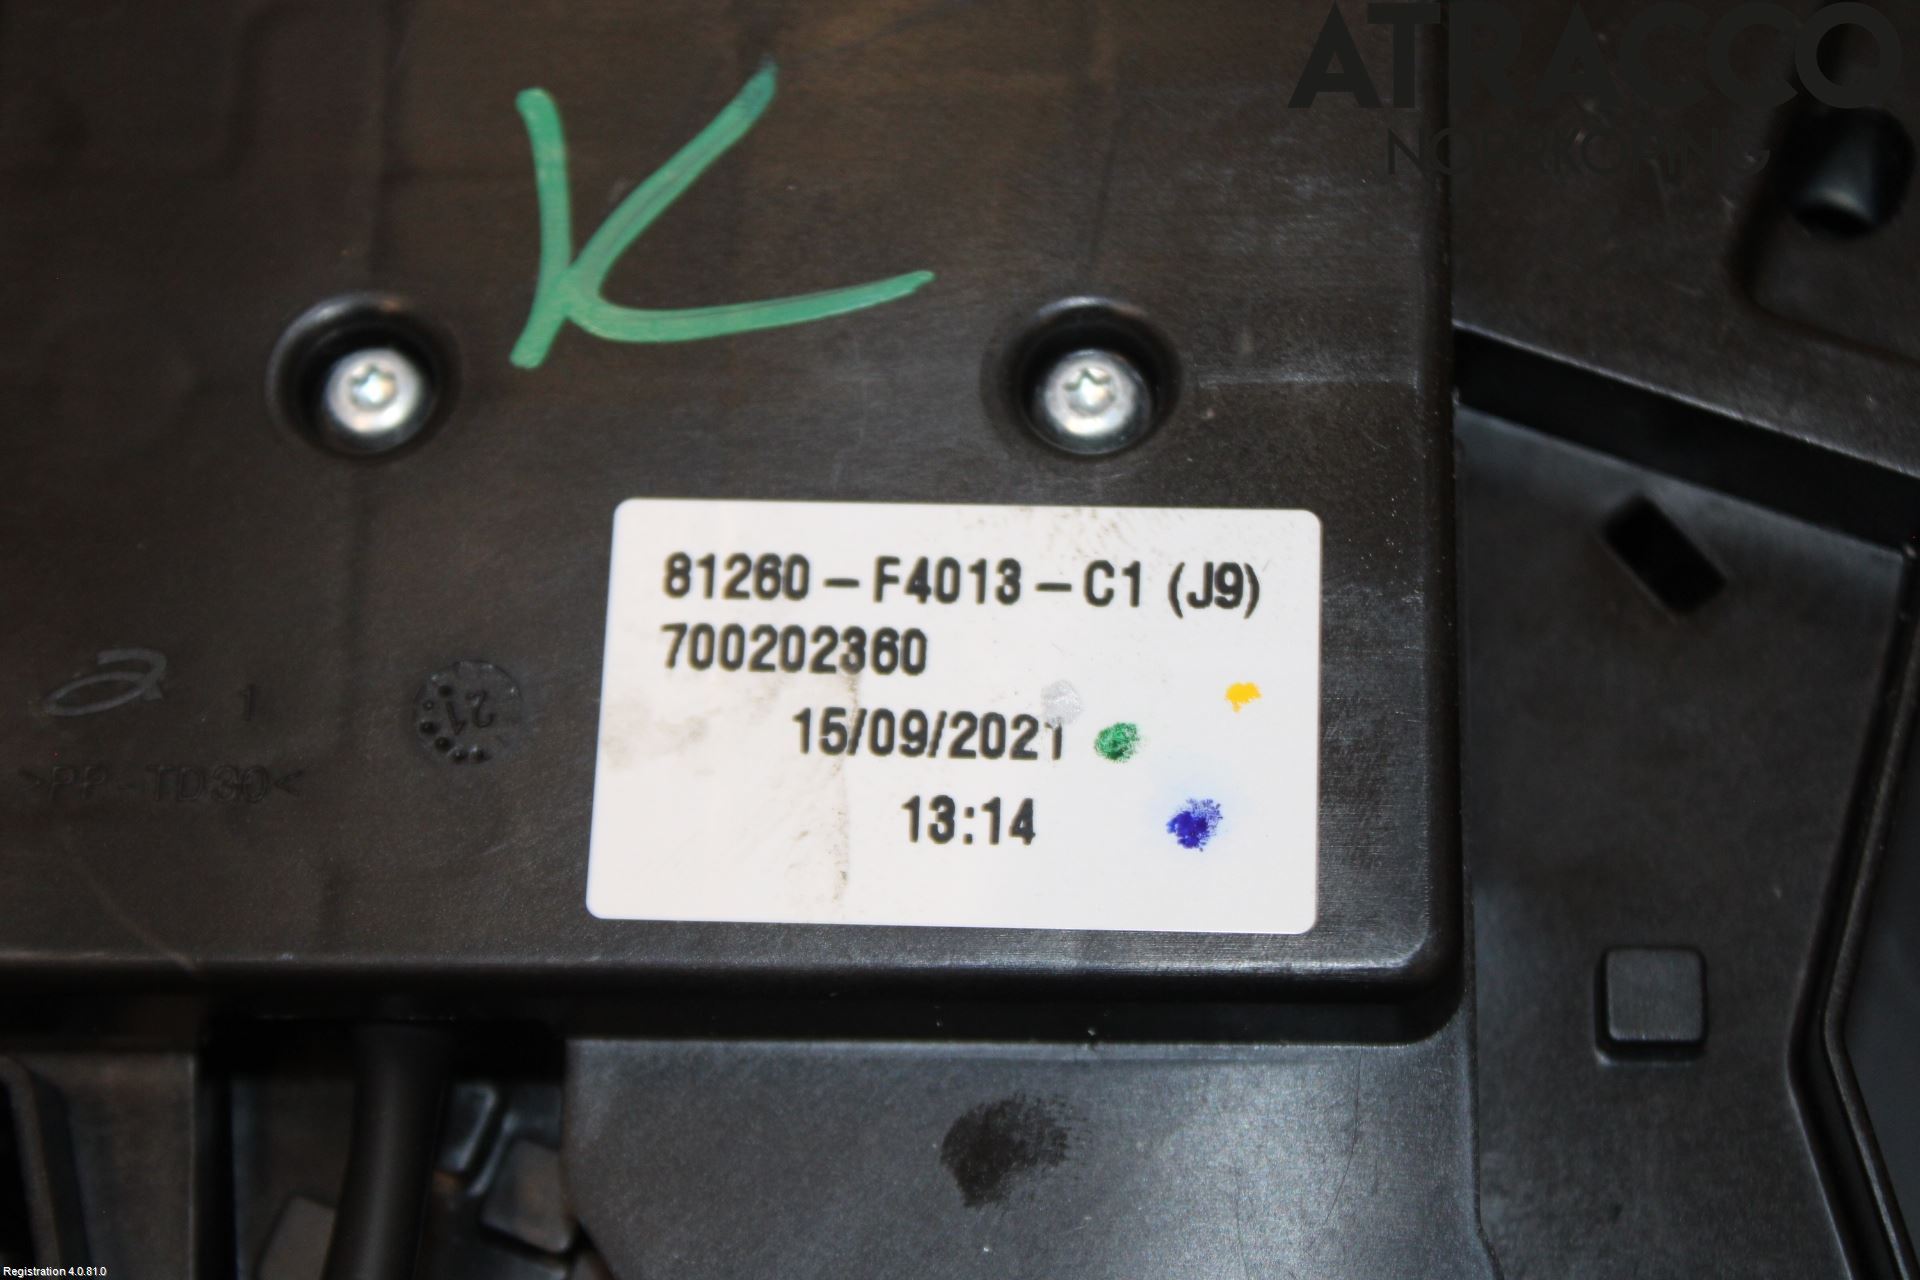 ATRACCO
NORRKÖPING
K
81260-F4013-C1 (J9)
700202360
15/09/2021
13:14
1
21
>PP-TD30<
Registration 4.0.81.0